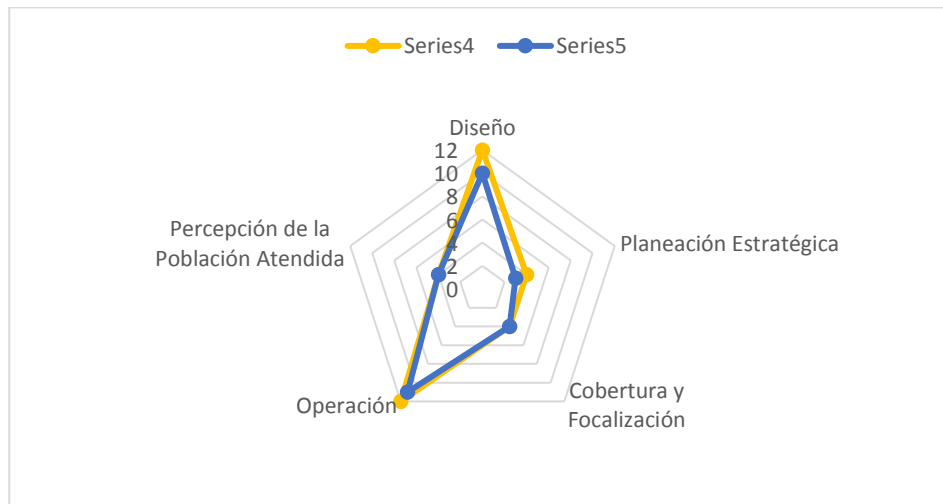 Series4 Series5
Diseño
12
10
8
6
4
2
0
Percepción de la
Población Atendida
Planeación Estratégica
Operación
Cobertura y
Focalización